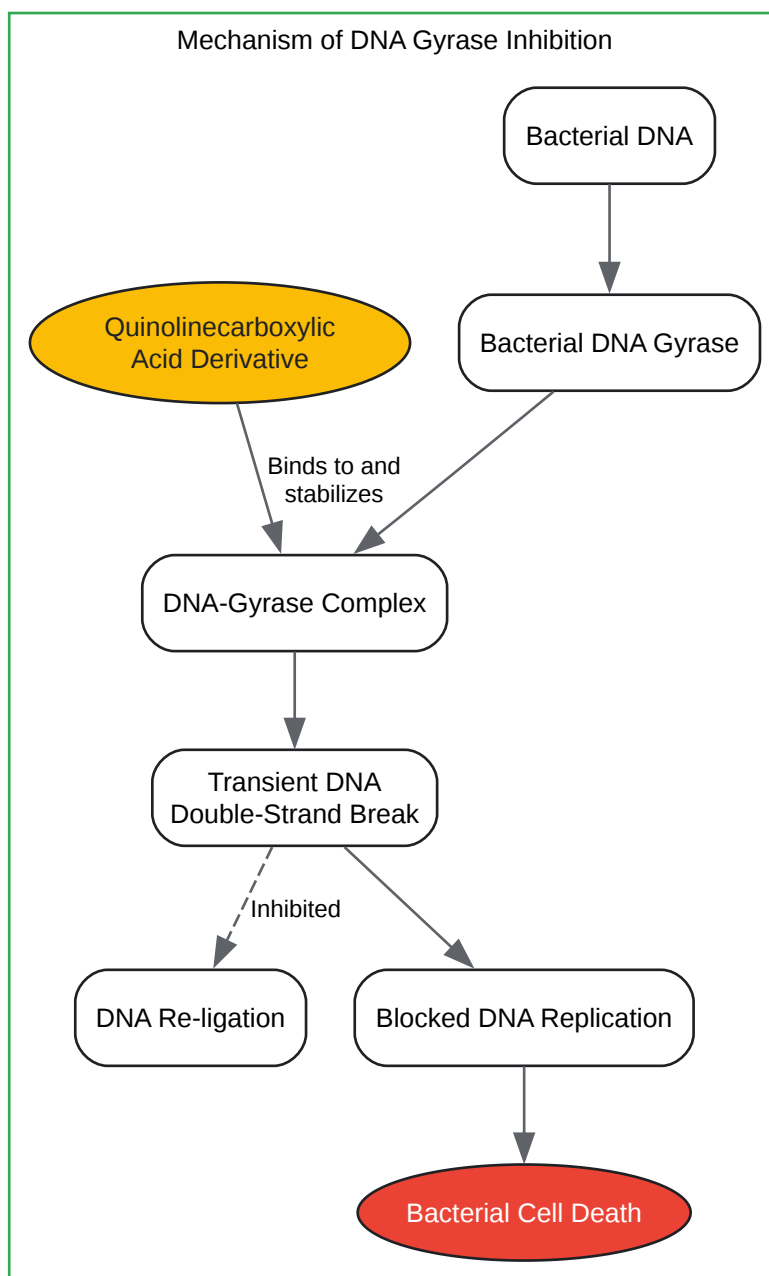 Mechanism of DNA Gyrase Inhibition
Bacterial DNA
Quinolinecarboxylic
Acid Derivative
Bacterial DNA Gyrase
Binds to and
stabilizes
DNA-Gyrase Complex
Transient DNA
Double-Strand Break
Inhibited
DNA Re-ligation
Blocked DNA Replication
Bacterial Cell Death